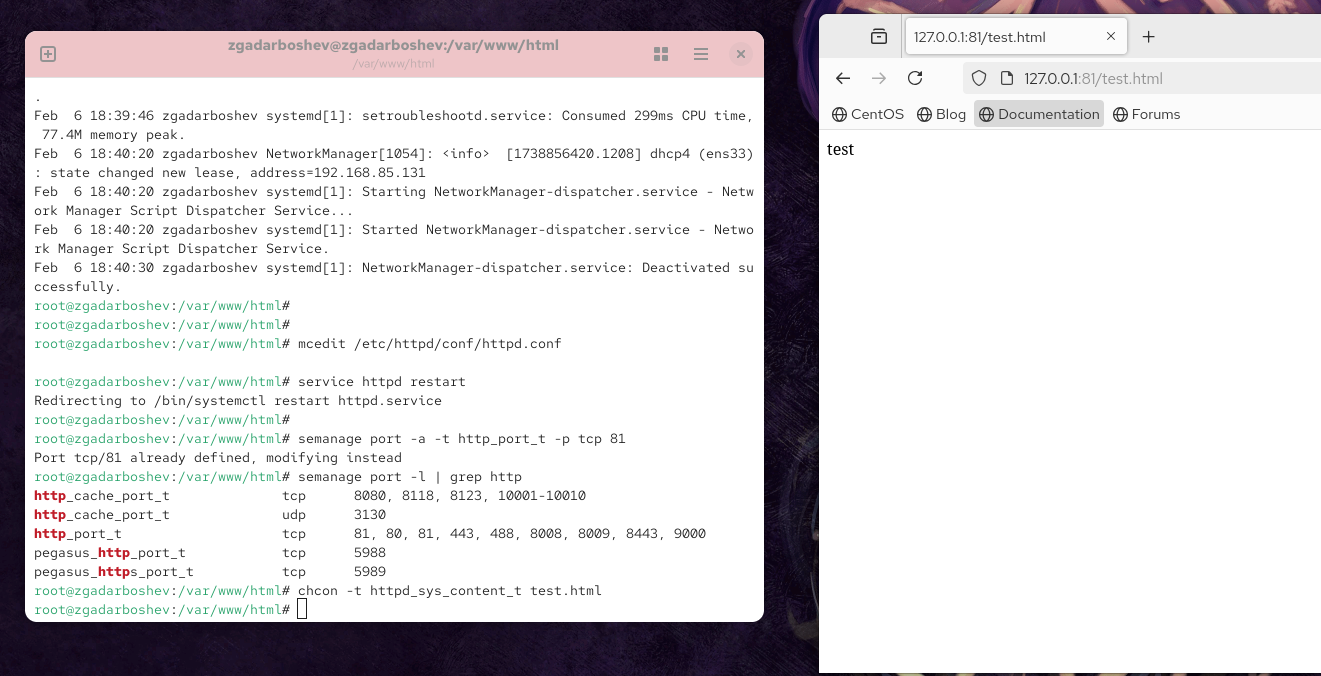 zgadarboshev@zgadarboshev:/var/www/html
/var/www/html
.
Feb  6 18:39:46 zgadarboshev systemd[1]: setroubleshootd.service: Consumed 299ms CPU time,
 77.4M memory peak.
Feb  6 18:40:20 zgadarboshev NetworkManager[1054]: <info>  [1738856420.1208] dhcp4 (ens33)
: state changed new lease, address=192.168.85.131
Feb  6 18:40:20 zgadarboshev systemd[1]: Starting NetworkManager-dispatcher.service - Netw
ork Manager Script Dispatcher Service...
Feb  6 18:40:20 zgadarboshev systemd[1]: Started NetworkManager-dispatcher.service - Netwo
rk Manager Script Dispatcher Service.
Feb  6 18:40:30 zgadarboshev systemd[1]: NetworkManager-dispatcher.service: Deactivated su
ccessfully.
root@zgadarboshev:/var/www/html#
root@zgadarboshev:/var/www/html#
root@zgadarboshev:/var/www/html# mcedit /etc/httpd/conf/httpd.conf

root@zgadarboshev:/var/www/html# service httpd restart
Redirecting to /bin/systemctl restart httpd.service
root@zgadarboshev:/var/www/html#
root@zgadarboshev:/var/www/html# semanage port -a -t http_port_t -p tcp 81
Port tcp/81 already defined, modifying instead
root@zgadarboshev:/var/www/html# semanage port -l | grep http
http_cache_port_t              tcp      8080, 8118, 8123, 10001-10010
http_cache_port_t              udp      3130
http_port_t                    tcp      81, 80, 81, 443, 488, 8008, 8009, 8443, 9000
pegasus_http_port_t            tcp      5988
pegasus_https_port_t           tcp      5989
root@zgadarboshev:/var/www/html# chcon -t httpd_sys_content_t test.html
root@zgadarboshev:/var/www/html#
127.0.0.1:81/test.html
127.0.0.1:81/test.html
CentOS Blog Documentation Forums
test